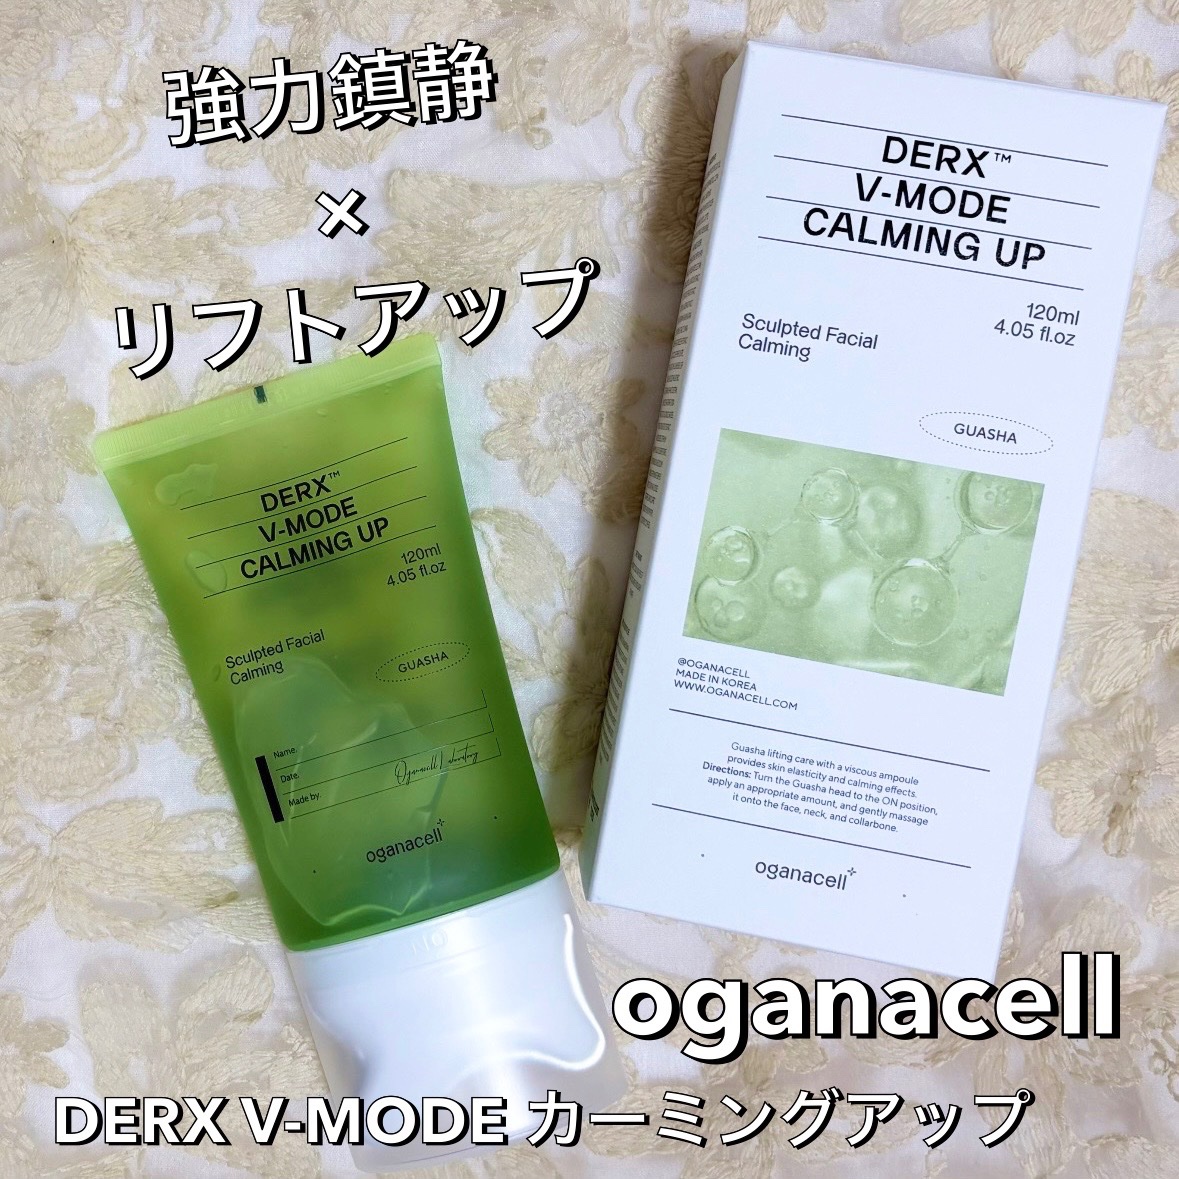 強力鎮静
×
リフトアップ
DERX™
V-MODE
CALMING UP
120ml
4.05 fl.oz
Sculpted Facial
Calming
GUASHA
@OGANACELL
MADE IN KOREA
WWW.OGANACELL.COM
Guasha lifting care with a viscous ampoule
provides skin elasticity and calming effects.
Directions: Turn the Guasha head to the ON position,
apply an appropriate amount, and gently massage
it onto the face, neck, and collarbone.
oganacell
DERX™
V-MODE
CALMING UP
120ml
4.05 fl.oz
Sculpted Facial
Calming
GUASHA
Name.
Date.
Made by.
Oganacell Laboratory
oganacell
oganacell
DERX V-MODE カーミングアップ